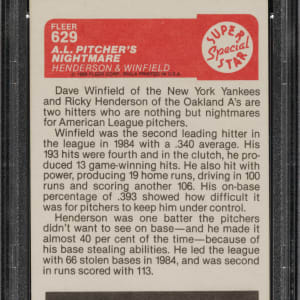 FLEER
629
A.L. PITCHER'S
NIGHTMARE
HENDERSON & WINFIELD
SUPER
Special
STAR
Dave Winfield of the New York Yankees
and Ricky Henderson of the Oakland A's are
two hitters who are nothing but nightmares
for American League pitchers.
Winfield was the second leading hitter in
the league in 1984 with a .340 average. His
193 hits were fourth and in the clutch, he pro-
duced 13 game-winning hits. He also hit with
power, producing 19 home runs, driving in 100
runs and scoring another 106. His on-base
percentage of .393 showed how difficult it
was for pitchers to keep him under control.
Henderson was one batter the pitchers
didn't want to see on base—and he made it
almost 40 per cent of the time—because of
his base stealing abilities. He led the league
with 66 stolen bases in 1984, and was second
in runs scored with 113.